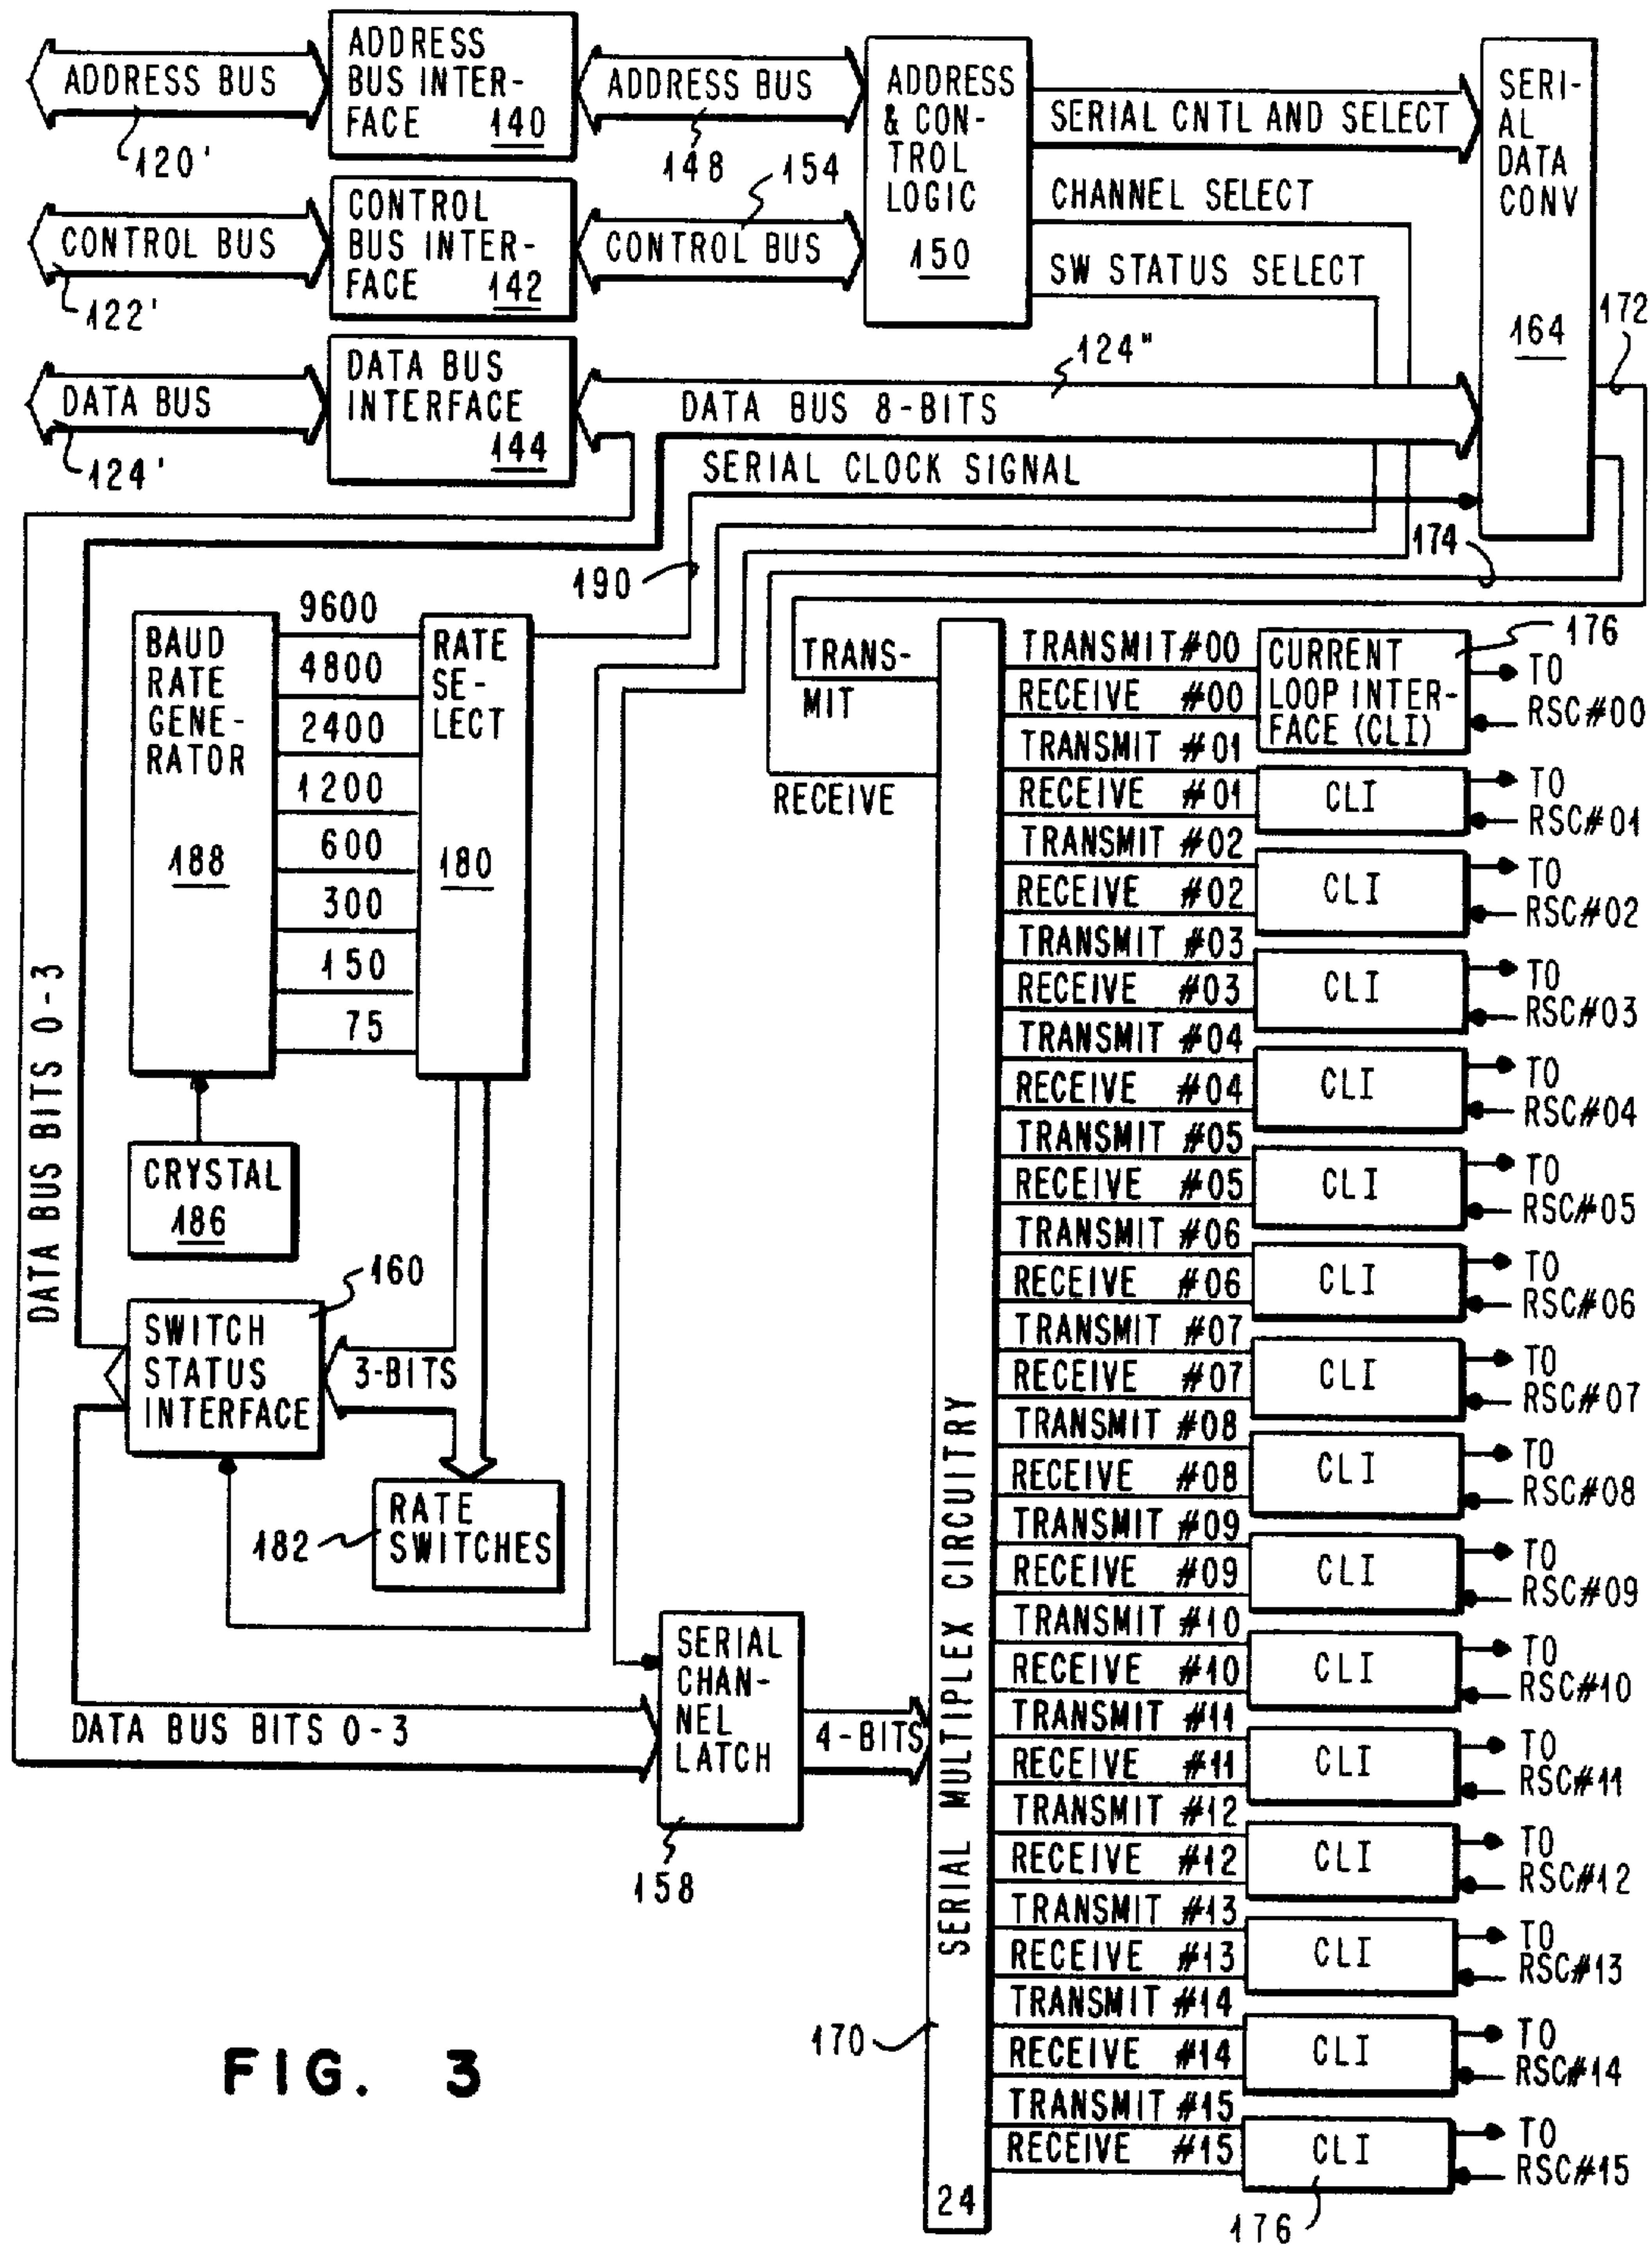 ADDRESS BUS
120'
ADDRESS
BUS INTER-
FACE 140
ADDRESS BUS
148
ADDRESS
& CON-
TROL
LOGIC
150
SERIAL CNTL AND SELECT
CHANNEL SELECT
SW STATUS SELECT
SERI-
AL
DATA
CONV
164
172
CONTROL BUS
122'
CONTROL
BUS INTER-
FACE 142
154
CONTROL BUS
DATA BUS
124'
DATA BUS
INTERFACE
144
124"
DATA BUS 8-BITS
SERIAL CLOCK SIGNAL
190
174
DATA BUS BITS 0-3
BAUD
RATE
GENE-
RATOR
188
9600
4800
2400
1200
600
300
150
75
RATE
SE-
LECT
180
CRYSTAL
186
160
SWITCH
STATUS
INTERFACE
3-BITS
182
RATE
SWITCHES
DATA BUS BITS 0-3
SERIAL
CHAN-
NEL
LATCH
158
4-BITS
TRANS-
MIT
RECEIVE
SERIAL MULTIPLEX CIRCUITRY
170
24
TRANSMIT #00
RECEIVE #00
CURRENT
LOOP INTER-
FACE (CLI)
176
TO
RSC#00
TRANSMIT #01
RECEIVE #01
CLI
TO
RSC#01
TRANSMIT #02
RECEIVE #02
CLI
TO
RSC#02
TRANSMIT #03
RECEIVE #03
CLI
TO
RSC#03
TRANSMIT #04
RECEIVE #04
CLI
TO
RSC#04
TRANSMIT #05
RECEIVE #05
CLI
TO
RSC#05
TRANSMIT #06
RECEIVE #06
CLI
TO
RSC#06
TRANSMIT #07
RECEIVE #07
CLI
TO
RSC#07
TRANSMIT #08
RECEIVE #08
CLI
TO
RSC#08
TRANSMIT #09
RECEIVE #09
CLI
TO
RSC#09
TRANSMIT #10
RECEIVE #10
CLI
TO
RSC#10
TRANSMIT #11
RECEIVE #11
CLI
TO
RSC#11
TRANSMIT #12
RECEIVE #12
CLI
TO
RSC#12
TRANSMIT #13
RECEIVE #13
CLI
TO
RSC#13
TRANSMIT #14
RECEIVE #14
CLI
TO
RSC#14
TRANSMIT #15
RECEIVE #15
CLI
TO
RSC#15
176
FIG. 3